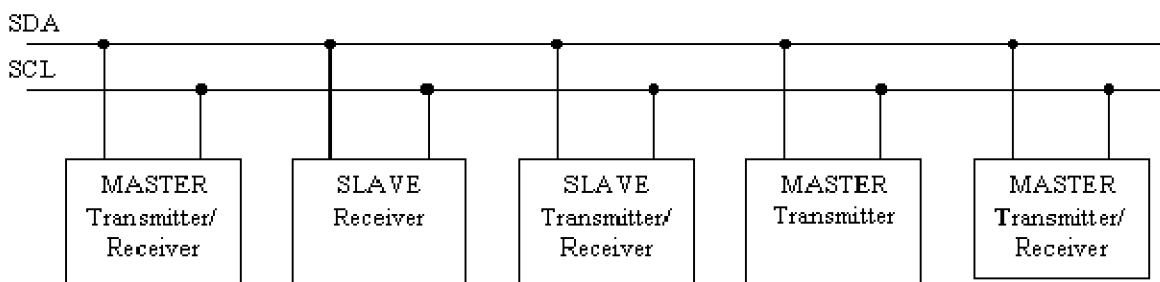 SDA
SCL
MASTER
Transmitter/
Receiver
SLAVE
Receiver
SLAVE
Transmitter/
Receiver
MASTER
Transmitter
MASTER
Transmitter/
Receiver